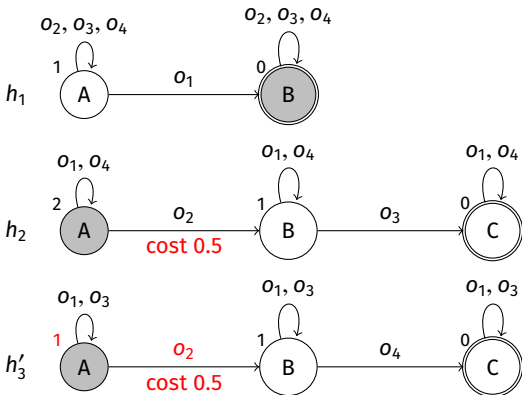 o₂, o₃, o₄ o₂, o₃, o₄
1 0
h₁ A o₁ B
o₁, o₄ o₁, o₄ o₁, o₄
2 1 0
h₂ A o₂ B o₃ C
cost 0.5
o₁, o₃ o₁, o₃ o₁, o₃
1 1 0
h′₃ A o₂ B o₄ C
cost 0.5